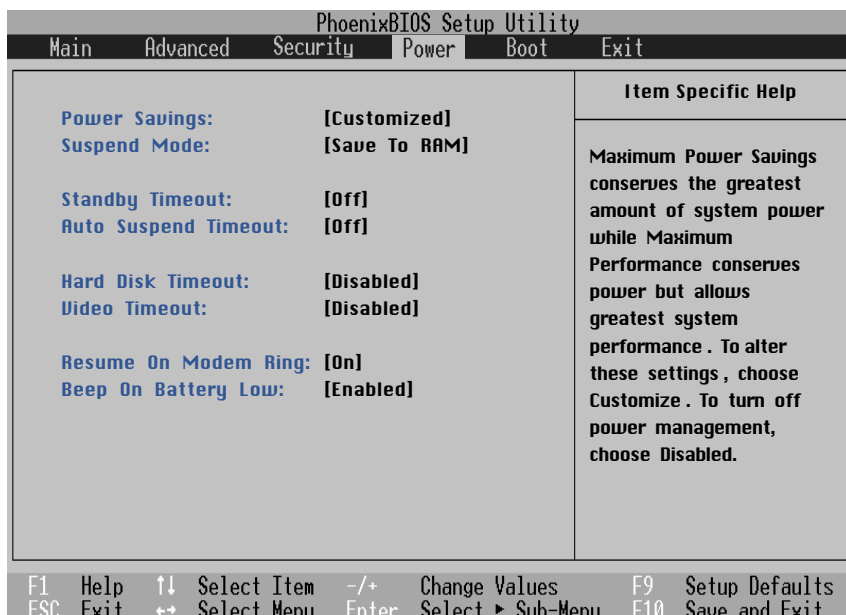 PhoenixBIOS Setup Utility
Main Advanced Security Power Boot Exit
Item Specific Help
Power Savings: [Customized]
Suspend Mode: [Save To RAM]
Standby Timeout: [Off]
Auto Suspend Timeout: [Off]
Hard Disk Timeout: [Disabled]
Video Timeout: [Disabled]
Resume On Modem Ring: [On]
Beep On Battery Low: [Enabled]
Maximum Power Savings
conserves the greatest
amount of system power
while Maximum
Performance conserves
power but allows
greatest system
performance. To alter
these settings, choose
Customize. To turn off
power management,
choose Disabled.
F1 Help ↑↓ Select Item -/+ Change Values F9 Setup Defaults
ESC Exit ←→ Select Menu Enter Select ► Sub-Menu F10 Save and Exit